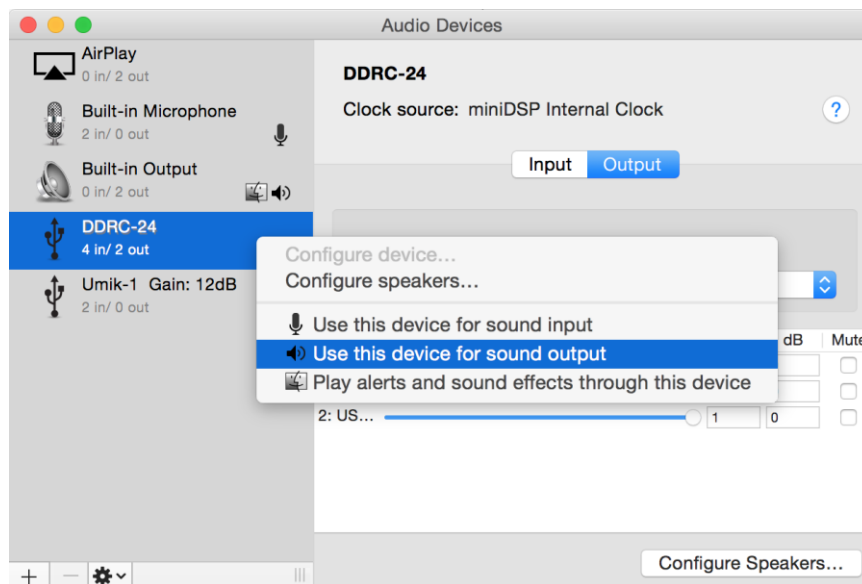 Audio Devices
AirPlay
0 in/ 2 out
Built-in Microphone
2 in/ 0 out
Built-in Output
0 in/ 2 out
DDRC-24
4 in/ 2 out
Umik-1 Gain: 12dB
2 in/ 0 out
DDRC-24
Clock source: miniDSP Internal Clock
?
Input Output
Configure device...
Configure speakers...
Use this device for sound input
Use this device for sound output
Play alerts and sound effects through this device
dB Mute
2: US... 1 0
Configure Speakers...